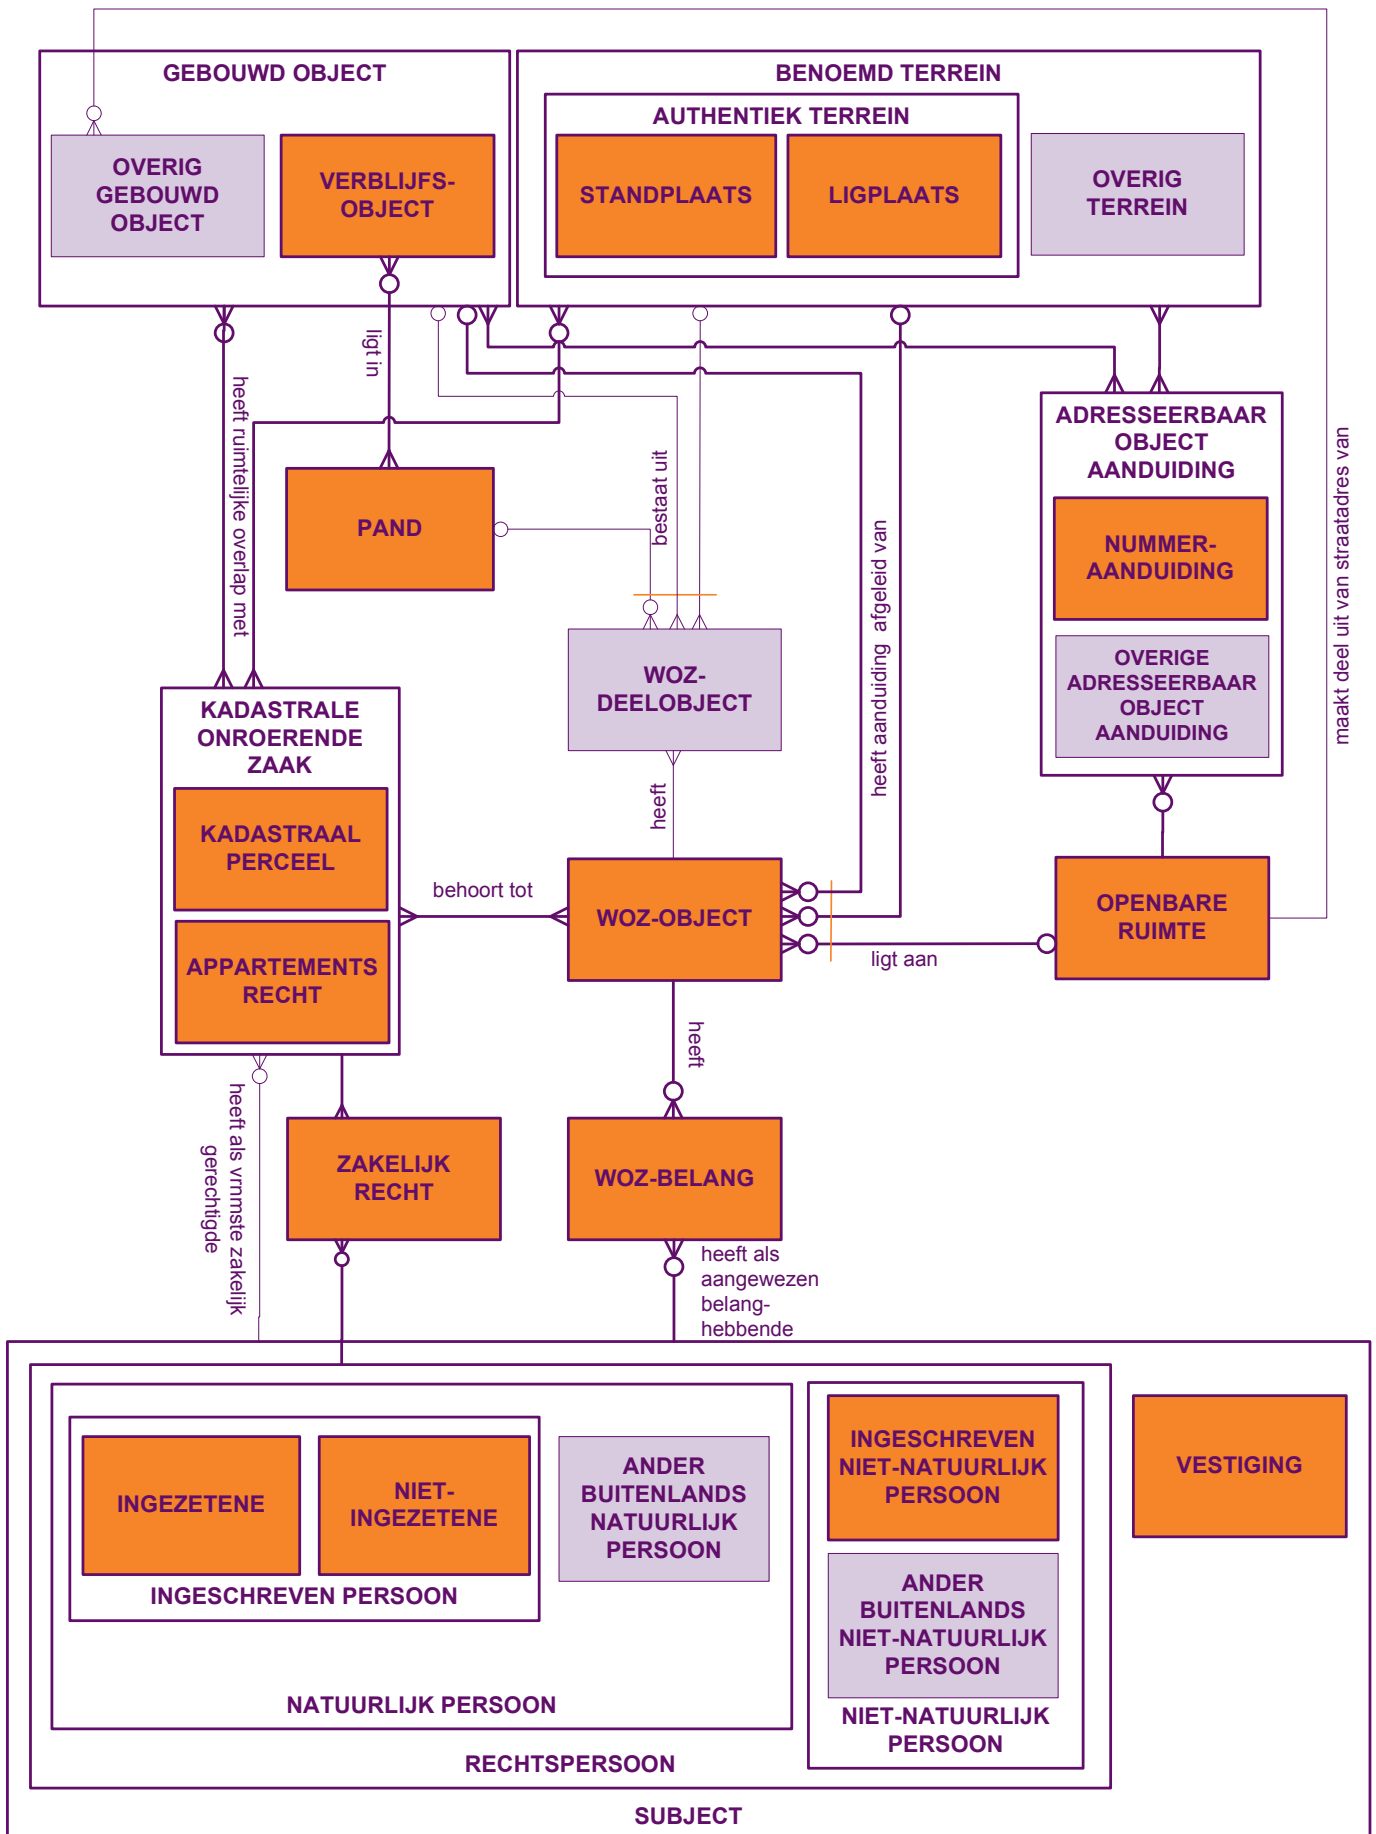 GEBOUWD OBJECT
OVERIG
GEBOUWD
OBJECT
VERBLIJFS-
OBJECT
BENOEMD TERREIN
AUTHENTIEK TERREIN
STANDPLAATS
LIGPLAATS
OVERIG
TERREIN
ligt in
heeft ruimtelijke overlap met
bestaat uit
heeft aanduiding afgeleid van
maakt deel uit van straatadres van
PAND
ADRESSEERBAAR
OBJECT
AANDUIDING
NUMMER-
AANDUIDING
OVERIGE
ADRESSEERBAAR
OBJECT
AANDUIDING
WOZ-
DEELOBJECT
heeft
KADASTRALE
ONROERENDE
ZAAK
KADASTRAAL
PERCEEL
APPARTEMENTS
RECHT
behoort tot
WOZ-OBJECT
ligt aan
OPENBARE
RUIMTE
heeft
heeft als vrnmste zakelijk
gerechtigde
ZAKELIJK
RECHT
WOZ-BELANG
heeft als
aangewezen
belang-
hebbende
INGEZETENE
NIET-
INGEZETENE
INGESCHREVEN PERSOON
ANDER
BUITENLANDS
NATUURLIJK
PERSOON
NATUURLIJK PERSOON
INGESCHREVEN
NIET-NATUURLIJK
PERSOON
ANDER
BUITENLANDS
NIET-NATUURLIJK
PERSOON
NIET-NATUURLIJK
PERSOON
VESTIGING
RECHTSPERSOON
SUBJECT